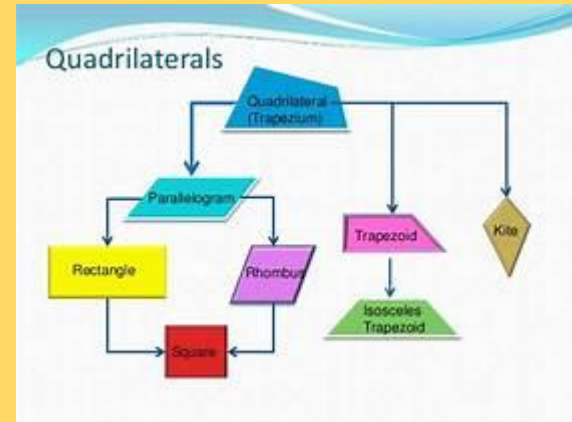 Quadrilaterals
Quadrilateral
(Trapezium)
Parallelogram
Rectangle
Rhombus
Square
Trapezoid
Isosceles
Trapezoid
Kite